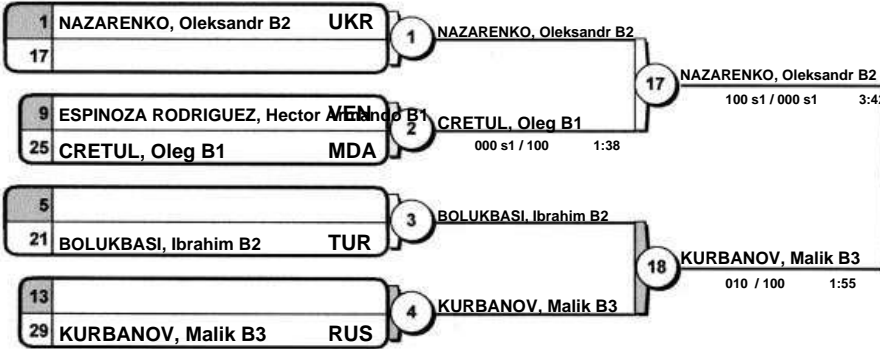 1 NAZARENKO, Oleksandr B2 UKR
17
1 NAZARENKO, Oleksandr B2
9 ESPINOZA RODRIGUEZ, Hector Armando B1 VEN
25 CRETUL, Oleg B1 MDA
2 CRETUL, Oleg B1
000 s1 / 100 1:38
17 NAZARENKO, Oleksandr B2
100 s1 / 000 s1
5
21 BOLUKBASI, Ibrahim B2 TUR
3 BOLUKBASI, Ibrahim B2
13
29 KURBANOV, Malik B3 RUS
4 KURBANOV, Malik B3
18 KURBANOV, Malik B3
010 / 100 1:55